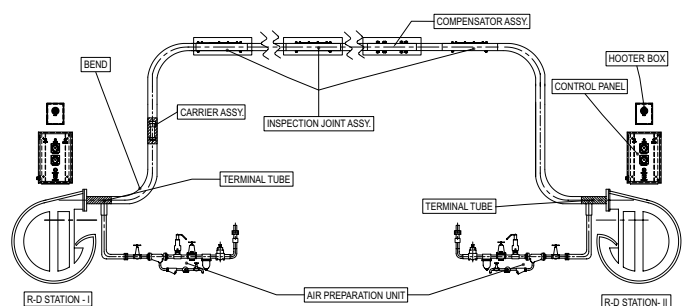 COMPENSATOR ASSY.
BEND
HOOTER BOX
CONTROL PANEL
CARRIER ASSY.
INSPECTION JOINT ASSY.
TERMINAL TUBE
TERMINAL TUBE
AIR PREPARATION UNIT
R-D STATION - I
R-D STATION- II